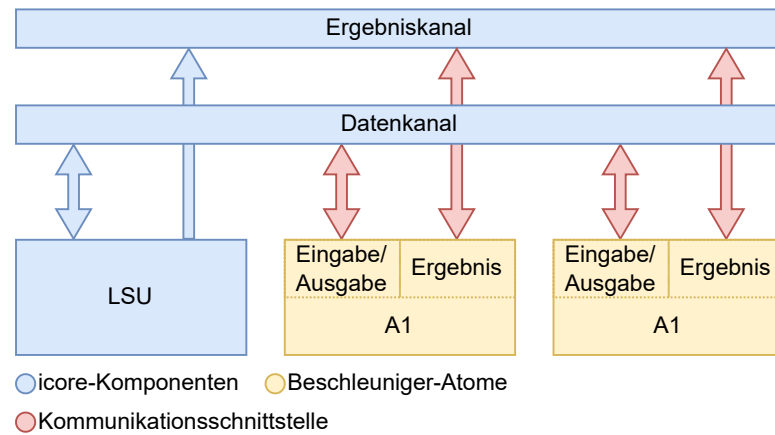 Ergebniskanal
Datenkanal
LSU
Eingabe/
Ausgabe
Ergebnis
A1
Eingabe/
Ausgabe
Ergebnis
A1
icore-Komponenten
Beschleuniger-Atome
Kommunikationsschnittstelle